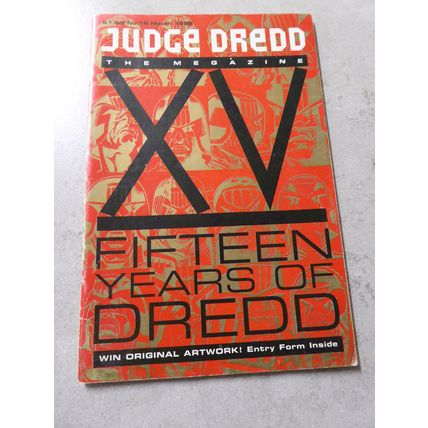 JUDGE DREDD
THE MEGAZINE
XV
FIFTEEN
YEARS OF
DREDD
WIN ORIGINAL ARTWORK! Entry Form Inside